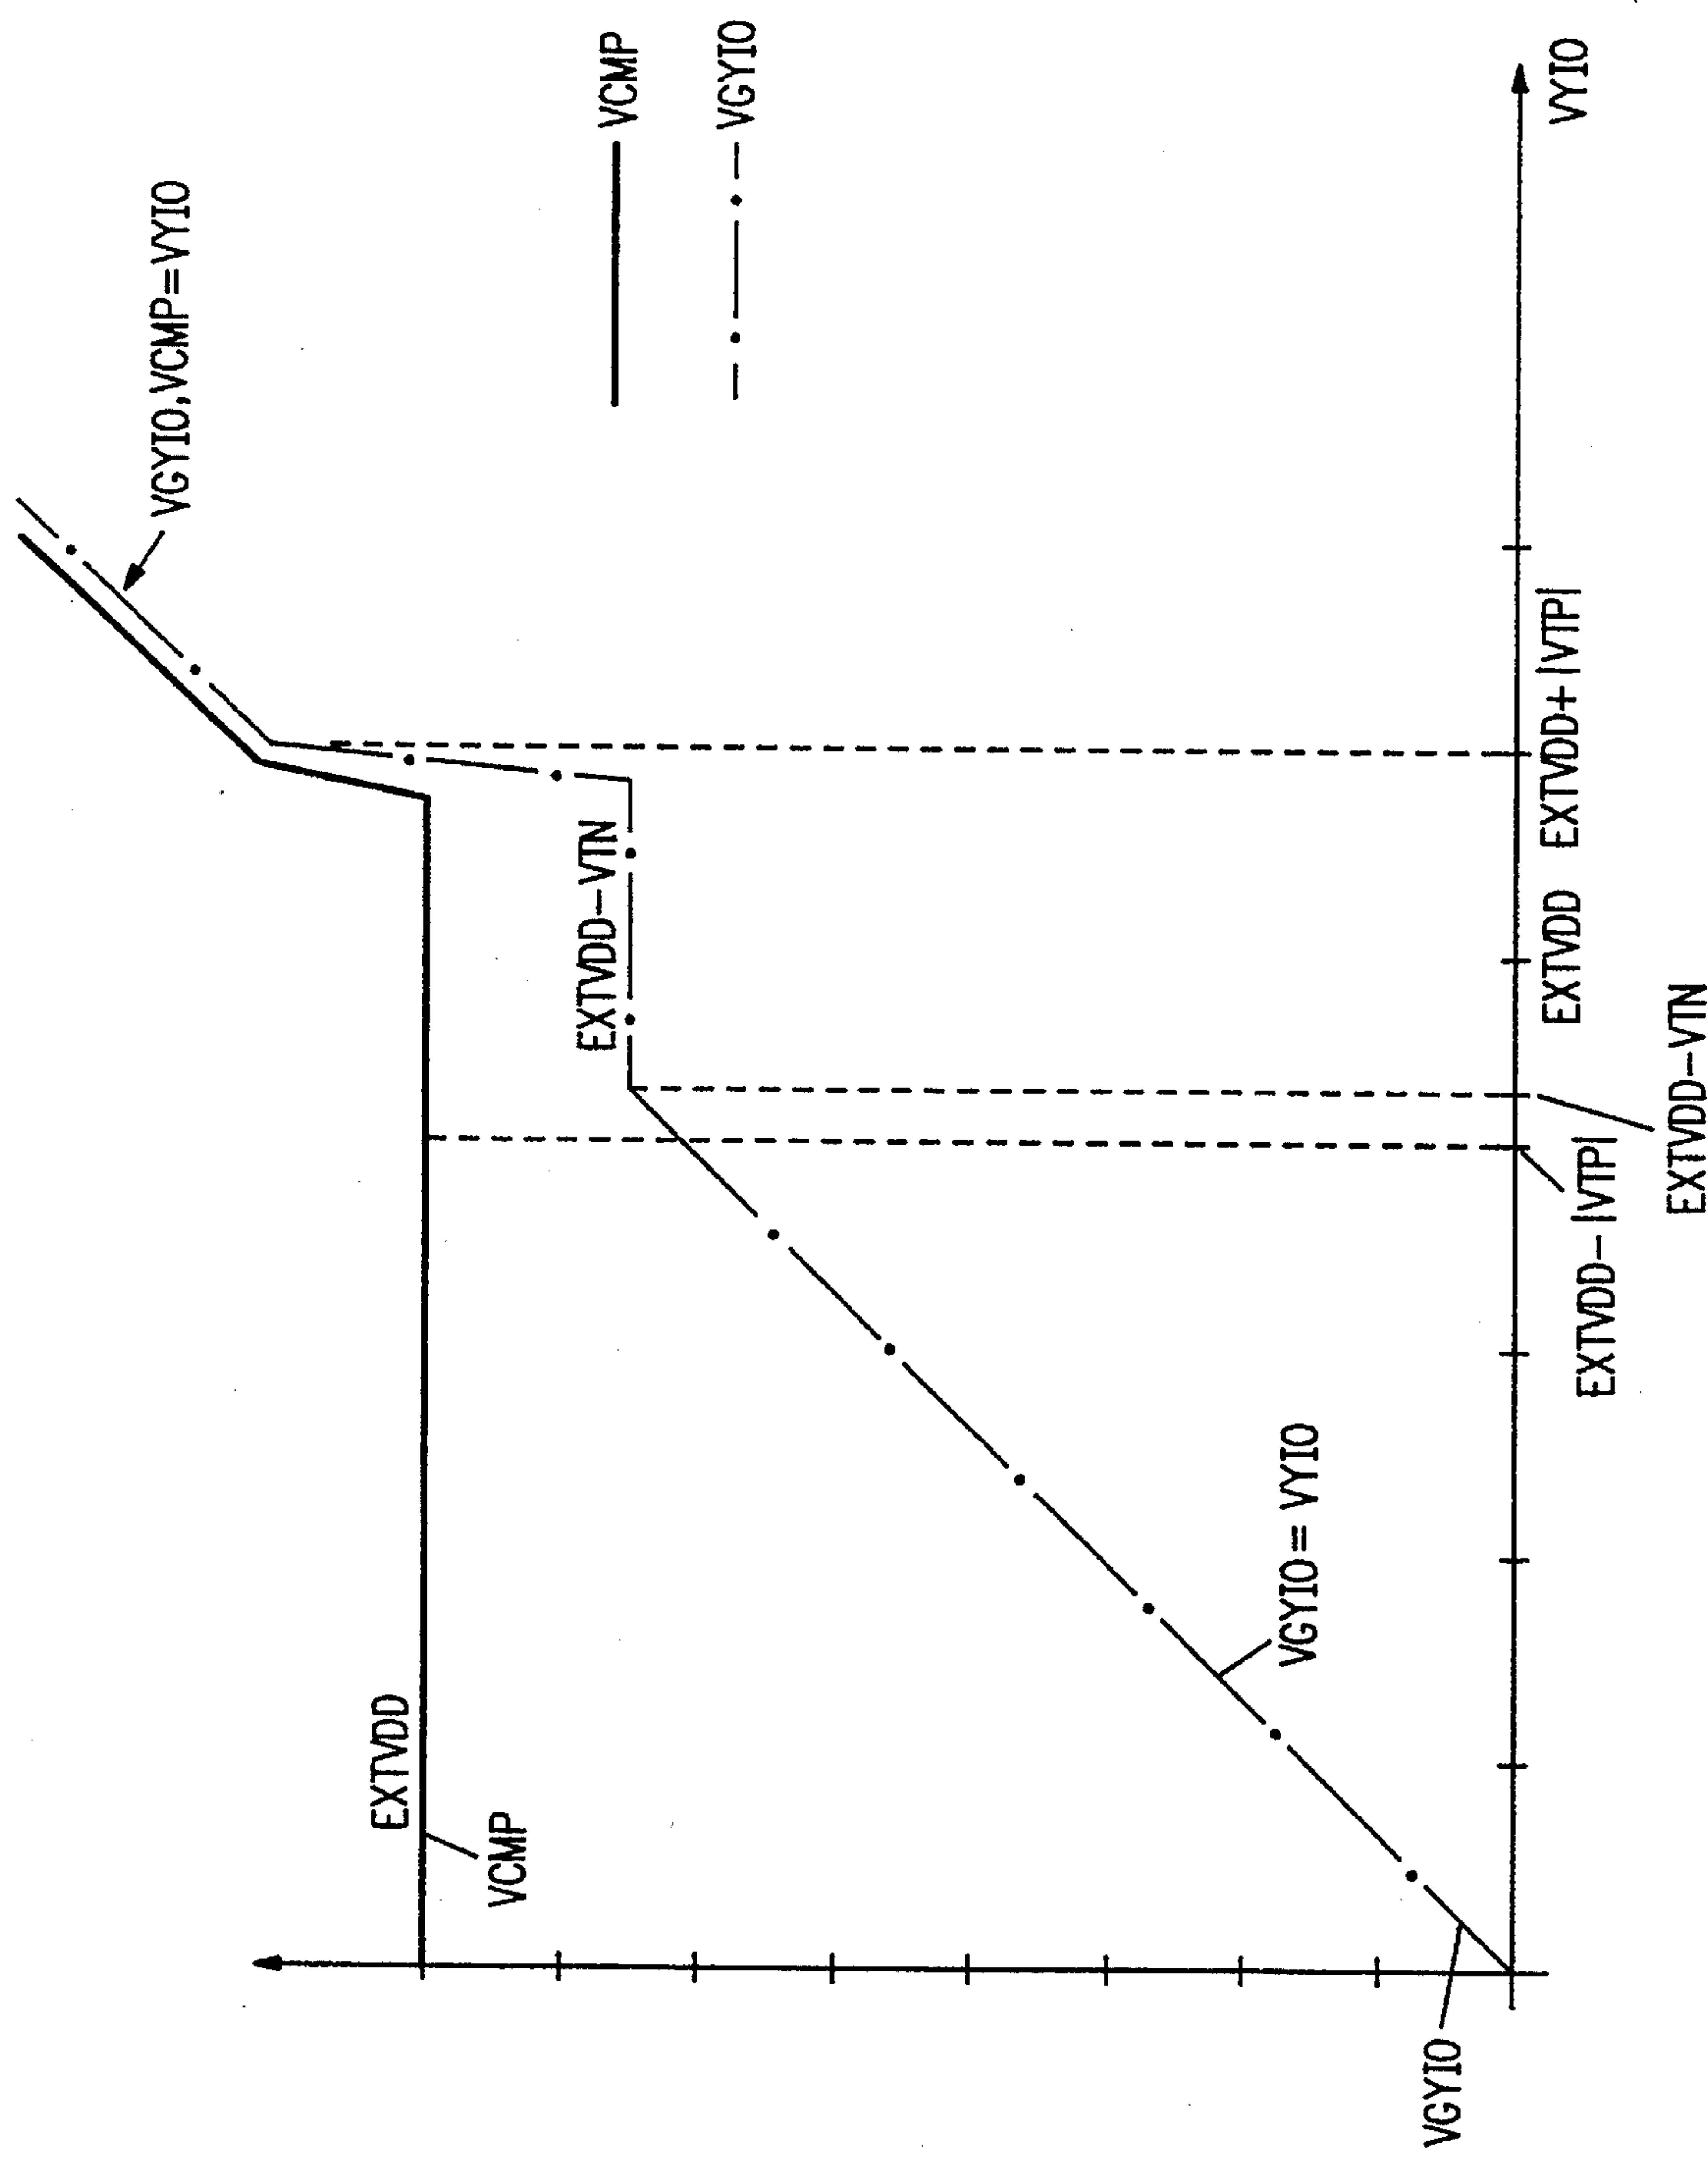 VGYIO,VCMP=VYIO
VCMP
VGYIO
EXTVDD
VCMP
EXTVDD-VTN
VGYIO=VYIO
VGYIO
VYIO
EXTVDD
EXTVDD+|VTP|
EXTVDD-|VTP|
EXTVDD-VTN